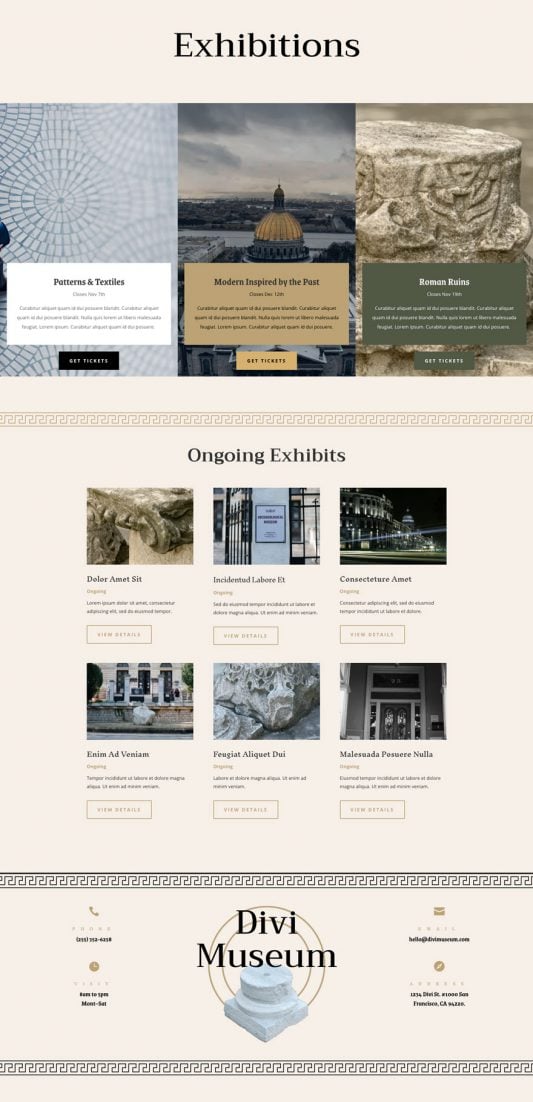 Exhibitions
Patterns & Textiles
Closes Nov 7th
Curabitur aliquet quam id dui posuere blandit. Curabitur aliquet
quam id dui posuere blandit. Nulla quis lorem ut libero malesuada
feugiat. Lorem ipsum. Curabitur aliquet quam id dui posuere.
GET TICKETS
Modern Inspired by the Past
Closes Dec 12th
Curabitur aliquet quam id dui posuere blandit. Curabitur aliquet
quam id dui posuere blandit. Nulla quis lorem ut libero malesuada
feugiat. Lorem ipsum. Curabitur aliquet quam id dui posuere.
GET TICKETS
Roman Ruins
Closes Nov 19th
Curabitur aliquet quam id dui posuere blandit. Curabitur aliquet
quam id dui posuere blandit. Nulla quis lorem ut libero malesuada
feugiat. Lorem ipsum. Curabitur aliquet quam id dui posuere.
GET TICKETS
Ongoing Exhibits
ARCHAEOLOGICAL
MUSEUM
Dolor Amet Sit
Ongoing
Lorem ipsum dolor sit amet, consectetur
adipiscing elit, sed do eiusmod tempor.
VIEW DETAILS
Incidentud Labore Et
Ongoing
Sed do eiusmod tempor incididunt ut labore et
dolore magna aliqua. Ut enim ad minim veniam.
VIEW DETAILS
Consecteture Amet
Ongoing
Consectetur adipiscing elit, sed do eiusmod
tempor incididunt ut labore et dolore.
VIEW DETAILS
Enim Ad Veniam
Ongoing
Tempor incididunt ut labore et dolore magna
aliqua. Ut enim ad minim veniam.
VIEW DETAILS
Feugiat Aliquet Dui
Ongoing
Labore et dolore magna aliqua. Ut enim ad
minim veniam.
VIEW DETAILS
Malesuada Posuere Nulla
Ongoing
Eiusmod tempor incididunt ut labore et dolore
magna aliqua. Ut enim ad minim veniam.
VIEW DETAILS
PHONE
(255) 352-6258
VISIT
8am to 5pm
Mont–Sat
Divi
Museum
EMAIL
hello@divimuseum.com
ADDRESS
1234 Divi St. #1000 San
Francisco, CA 94220.